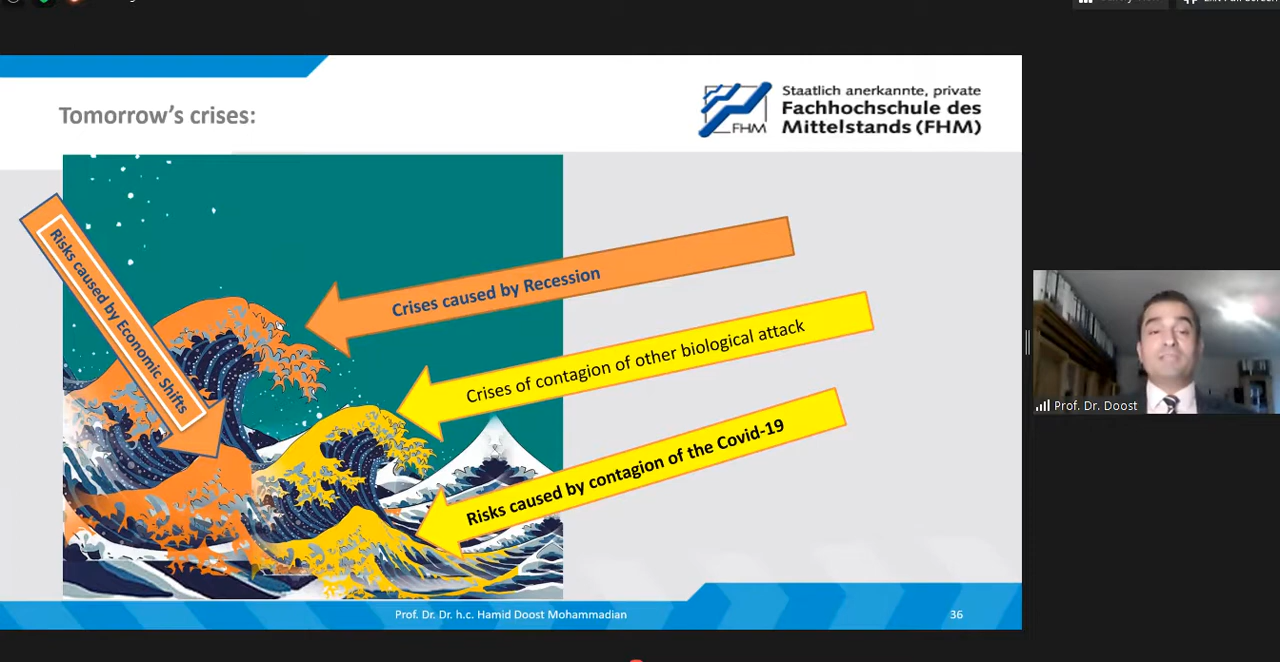 Tomorrow's crises:
Staatlich anerkannte, private
Fachhochschule des
Mittelstands (FHM)
FHM
Risks caused by Economic Shifts
Crises caused by Recession
Crises of contagion of other biological attack
Risks caused by contagion of the Covid-19
Prof. Dr. Doost
Prof. Dr. Dr. h.c. Hamid Doost Mohammadian
36